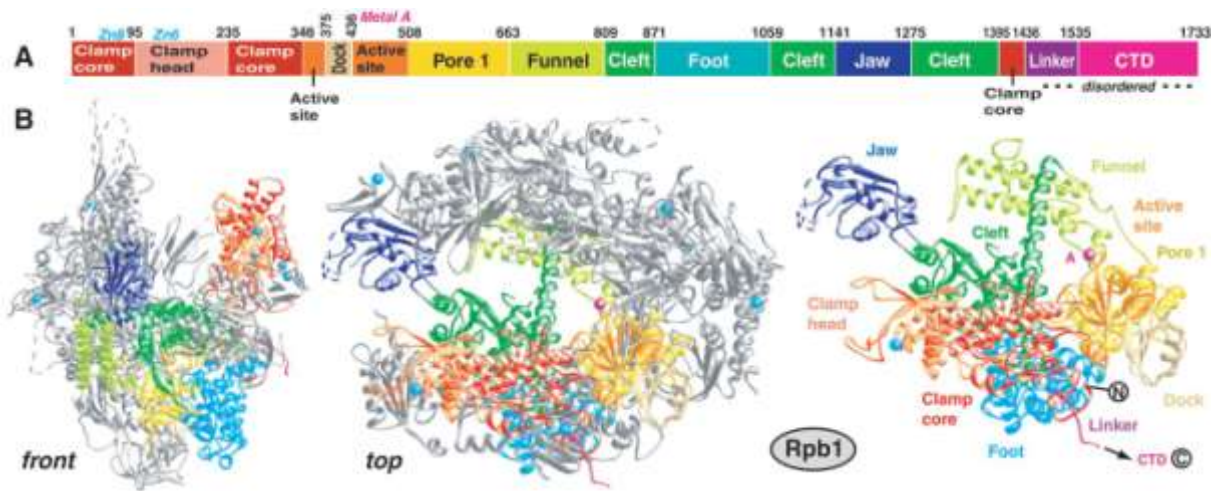 Metal A
1 Zn8 95 Zn6 235 346 375 436 508 663 809 871 1059 1141 1275 1395 1436 1535 1733
A Clamp core Clamp head Clamp core Dock Active site Pore 1 Funnel Cleft Foot Cleft Jaw Cleft Linker CTD
Active site
Clamp core
disordered
B
Jaw
Funnel
Active site
Cleft
A
Pore 1
Clamp head
N
Clamp core
Dock
Linker
Foot
CTD C
front
top
Rpb1